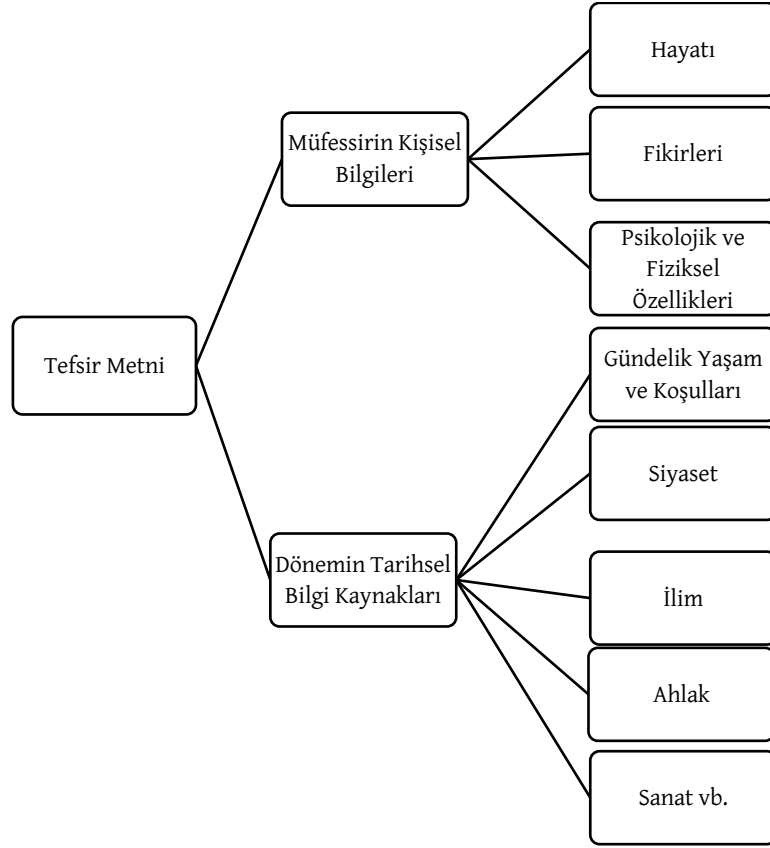 Tefsir Metni
Müfessirin Kişisel
Bilgileri
Hayatı
Fikirleri
Psikolojik ve
Fiziksel
Özellikleri
Dönemin Tarihsel
Bilgi Kaynakları
Gündelik Yaşam
ve Koşulları
Siyaset
İlim
Ahlak
Sanat vb.